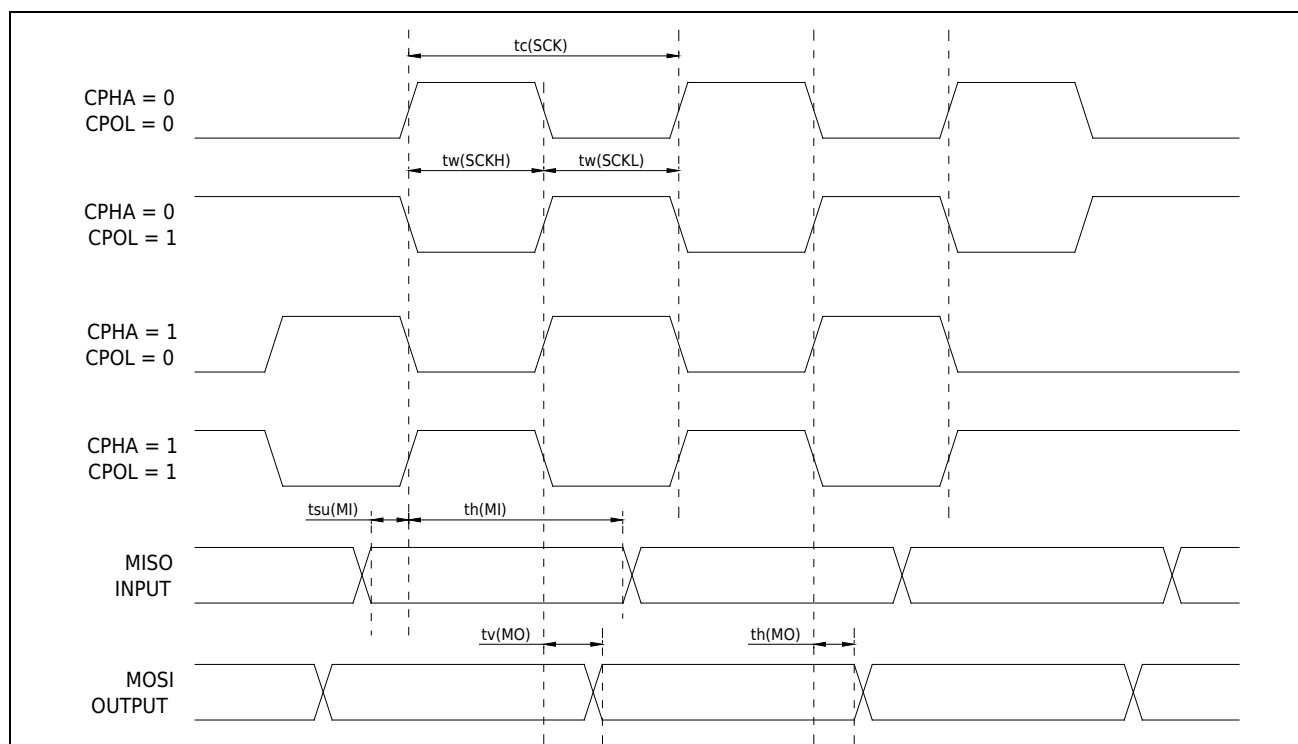 tc(SCK)
CPHA = 0
CPOL = 0
tw(SCKH)
tw(SCKL)
CPHA = 0
CPOL = 1
CPHA = 1
CPOL = 0
CPHA = 1
CPOL = 1
tsu(MI)
th(MI)
MISO
INPUT
tv(MO)
th(MO)
MOSI
OUTPUT